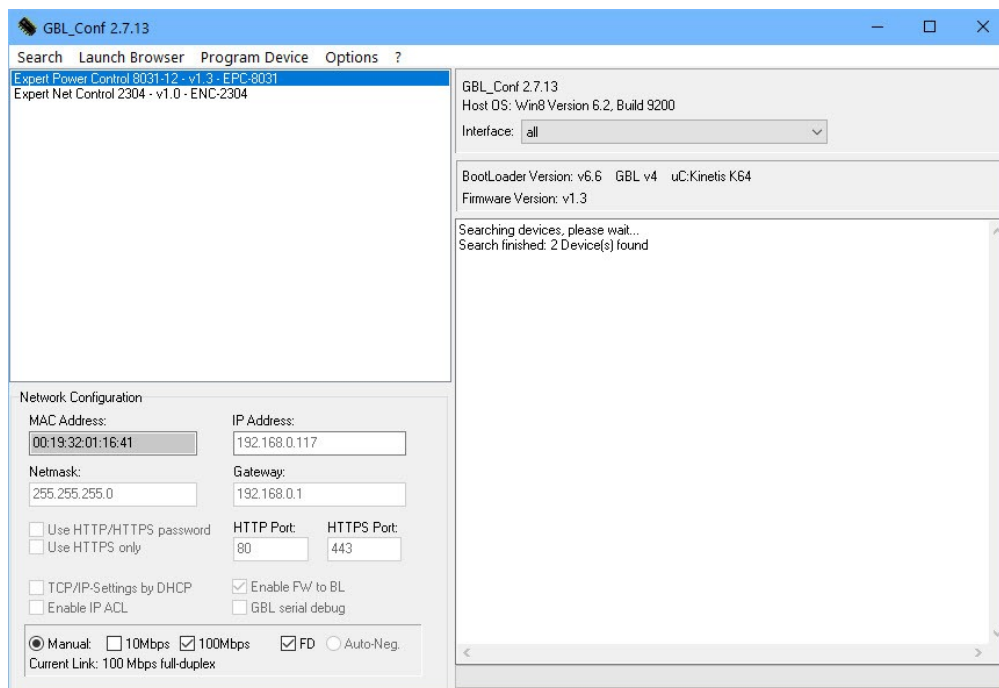 GBL_Conf 2.7.13
Search Launch Browser Program Device Options ?
Expert Power Control 8031-12 - v1.3 - EPC-8031
Expert Net Control 2304 - v1.0 - ENC-2304
GBL_Conf 2.7.13
Host OS: Win8 Version 6.2, Build 9200
Interface: all
BootLoader Version: v6.6 GBL v4 uC:Kinetis K64
Firmware Version: v1.3
Searching devices, please wait...
Search finished: 2 Device(s) found
Network Configuration
MAC Address: IP Address:
00:19:32:01:16:41 192.168.0.117
Netmask: Gateway:
255.255.255.0 192.168.0.1
Use HTTP/HTTPS password HTTP Port: HTTPS Port:
Use HTTPS only 80 443
TCP/IP-Settings by DHCP Enable FW to BL
Enable IP ACL GBL serial debug
Manual: 10Mbps 100Mbps FD Auto-Neg.
Current Link: 100 Mbps full-duplex